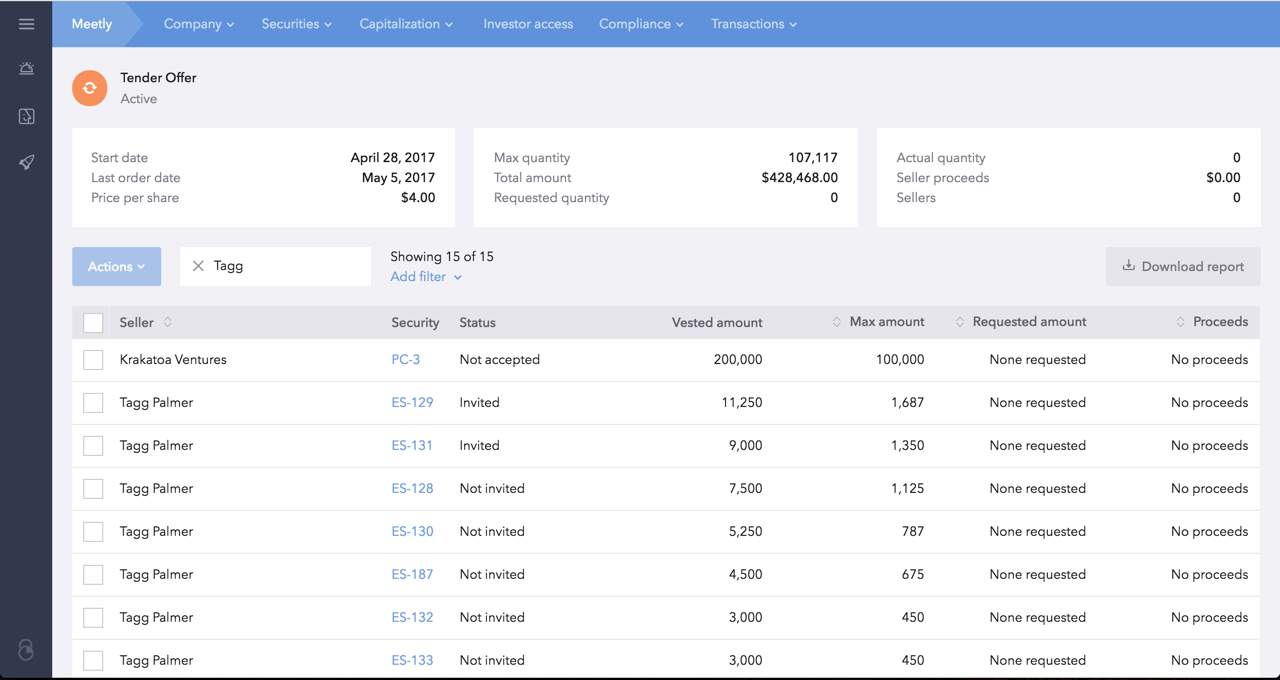 Meetly Company Securities Capitalization Investor access Compliance Transactions
Tender Offer
Active
Start date April 28, 2017
Last order date May 5, 2017
Price per share $4.00
Max quantity 107,117
Total amount $428,468.00
Requested quantity 0
Actual quantity 0
Seller proceeds $0.00
Sellers 0
Actions
Tagg
Showing 15 of 15
Add filter
Download report
Seller Security Status Vested amount Max amount Requested amount Proceeds
Krakatoa Ventures PC-3 Not accepted 200,000 100,000 None requested No proceeds
Tagg Palmer ES-129 Invited 11,250 1,687 None requested No proceeds
Tagg Palmer ES-131 Invited 9,000 1,350 None requested No proceeds
Tagg Palmer ES-128 Not invited 7,500 1,125 None requested No proceeds
Tagg Palmer ES-130 Not invited 5,250 787 None requested No proceeds
Tagg Palmer ES-187 Not invited 4,500 675 None requested No proceeds
Tagg Palmer ES-132 Not invited 3,000 450 None requested No proceeds
Tagg Palmer ES-133 Not invited 3,000 450 None requested No proceeds